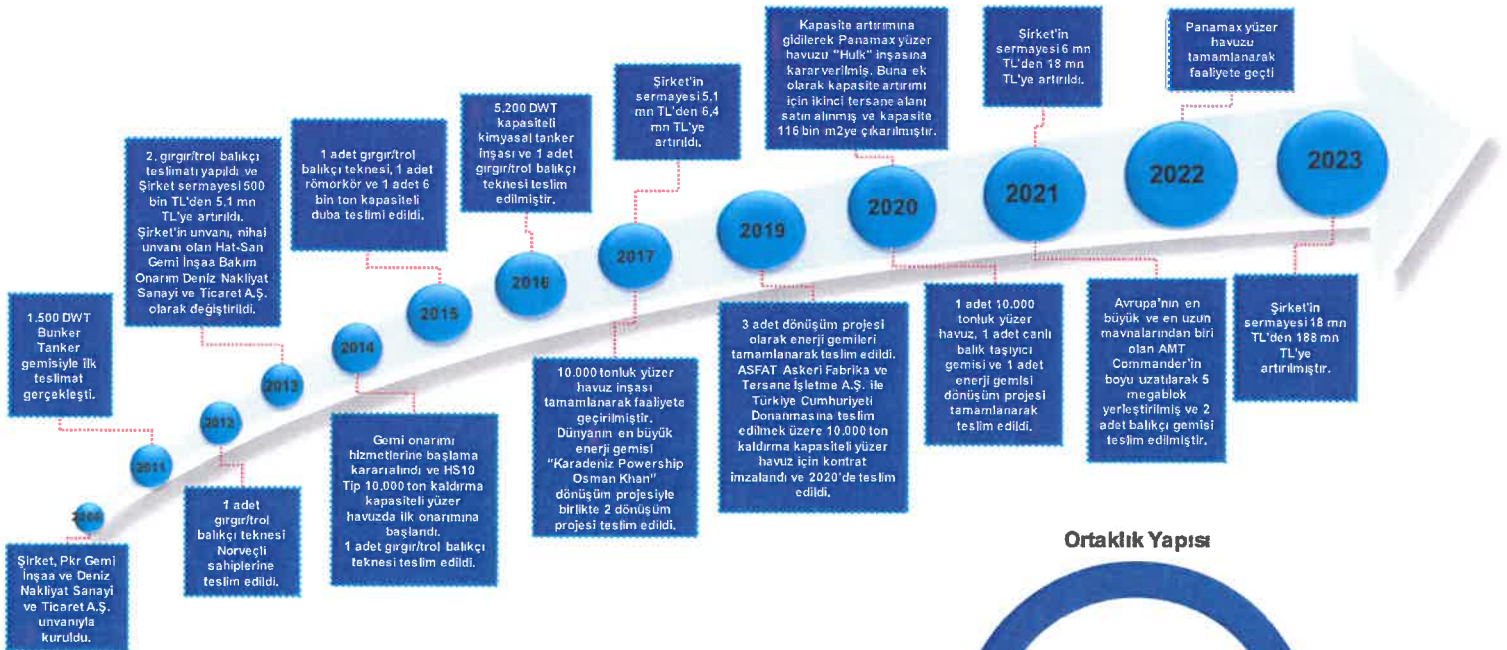 Şirket, Pkr Gemi
İnşaa ve Deniz
Nakliyat Sanayi
ve Ticaret A.Ş.
unvanıyla
kuruldu.
1.500 DWT
Bunker
Tanker
gemisiyle ilk
teslimat
gerçekleşti.
2011
2012
1 adet
gırgır/trol
balıkçı teknesi
Norveçli
sahiplerine
teslim edildi.
2. gırgır/trol balıkçı
teslimatı yapıldı ve
Şirket sermayesi 500
bin TL'den 5,1 mn
TL'ye artırıldı.
Şirket'in unvanı, nihai
unvanı olan Hat-San
Gemi İnşaa Bakım
Onarım Deniz Nakliyat
Sanayi ve Ticaret A.Ş.
olarak değiştirildi.
2013
2014
Gemi onarımı
hizmetlerine başlama
kararıalındı ve HS10
Tip 10,000 ton kaldırma
kapasiteli yüzer
havuzda ilk onarımına
başlandı.
1 adet gırgır/trol balıkçı
teknesi teslim edildi.
1 adet gırgır/trol
balıkçı teknesi, 1 adet
römorkör ve 1 adet 6
bin ton kapasiteli
duba teslimi edildi.
2015
5.200 DWT
kapasiteli
kimyasal tanker
inşası ve 1 adet
gırgır/trol balıkçı
teknesi teslim
edilmiştir.
2016
Şirket'in
sermayesi 5,1
mn TL'den 6,4
mn TL'ye
artırıldı.
2017
10.000 tonluk yüzer
havuz inşası
tamamlanarak faaliyete
geçirilmiştir.
Dünyanın en büyük
enerji gemisi
"Karadeniz Powership
Osman Khan"
dönüşüm projesiyle
birlikte 2 dönüşüm
projesi teslim edildi.
2019
3 adet dönüşüm projesi
olarak enerji gemileri
tamamlanarak teslim edildi.
ASFAT Askeri Fabrika ve
Tersane İşletme A.Ş. ile
Türkiye Cumhuriyeti
Donanmasına teslim
edilmek üzere 10,000 ton
kaldırma kapasiteli yüzer
havuz için kontrat
imzalandı ve 2020'de teslim
edildi.
Kapasite artırımına
gidilerek Panamax yüzer
havuzu "Hulk" inşasına
karar verilmiş. Buna ek
olarak kapasite artırımı
için ikinci tersane alanı
satın alınmış ve kapasite
116 bin m2ye çıkarılmıştır.
2020
1 adet 10.000
tonluk yüzer
havuz, 1 adet canlı
balık taşıyıcı
gemisi ve 1 adet
enerji gemisi
dönüşüm projesi
tamamlanarak
teslim edildi.
Şirket'in
sermayesi 6 mn
TL'den 18 mn
TL'ye artırıldı.
2021
Avrupa'nın en
büyük ve en uzun
mavnalarından biri
olan AMT
Commander'in
boyu uzatılarak 5
megablok
yerleştirilmiş ve 2
adet balıkçı gemisi
teslim edilmiştir.
Panamax yüzer
havuzu
tamamlanarak
faaliyete geçti
2022
2023
Şirket'in
sermayesi 18 mn
TL'den 188 mn
TL'ye
artırılmıştır.
Ortaklık Yapısı